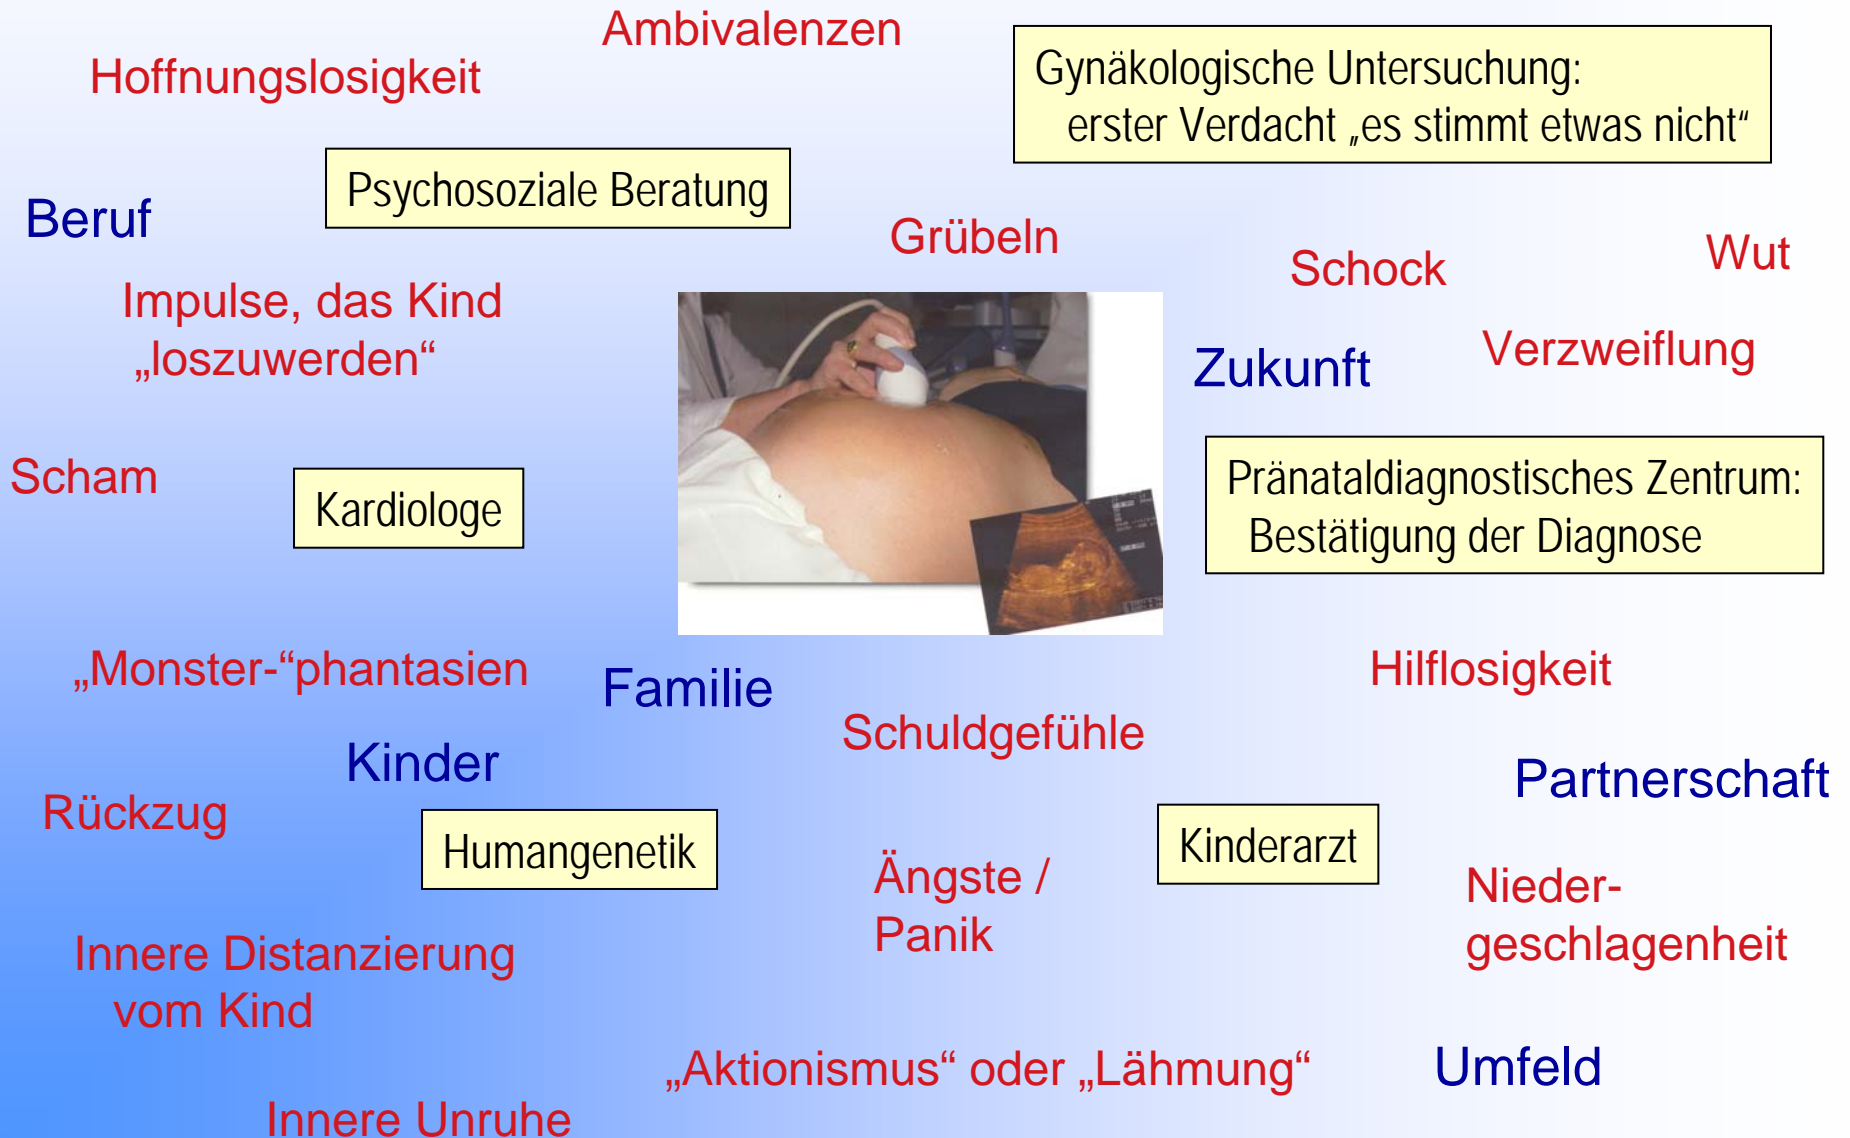 Ambivalenzen
Hoffnungslosigkeit
Gynäkologische Untersuchung:
erster Verdacht „es stimmt etwas nicht“
Psychosoziale Beratung
Beruf
Grübeln
Schock
Wut
Impulse, das Kind
„loszuwerden“
Zukunft
Verzweiflung
Scham
Kardiologe
Pränataldiagnostisches Zentrum:
Bestätigung der Diagnose
„Monster-“phantasien
Familie
Hilflosigkeit
Schuldgefühle
Kinder
Partnerschaft
Rückzug
Humangenetik
Kinderarzt
Ängste /
Panik
Nieder-
geschlagenheit
Innere Distanzierung
vom Kind
„Aktionismus“ oder „Lähmung“
Umfeld
Innere Unruhe